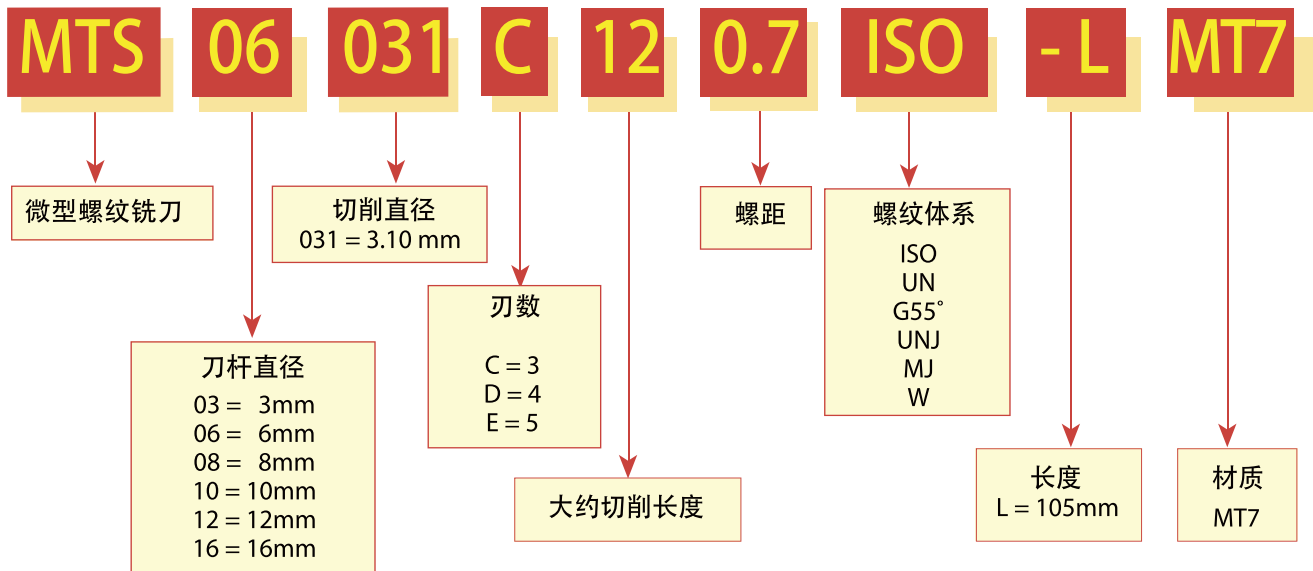 MTS 06 031 C 12 0.7 ISO - L MT7
微型螺纹铣刀
刀杆直径
03 = 3mm
06 = 6mm
08 = 8mm
10 = 10mm
12 = 12mm
16 = 16mm
切削直径
031 = 3.10 mm
刃数
C = 3
D = 4
E = 5
大约切削长度
螺距
螺纹体系
ISO
UN
G55°
UNJ
MJ
W
长度
L = 105mm
材质
MT7